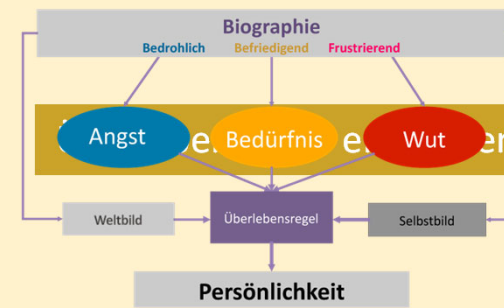 Biographie
Bedrohlich Befriedigend Frustrierend
Angst Bedürfnis Wut
Weltbild Überlebensregel Selbstbild
Persönlichkeit